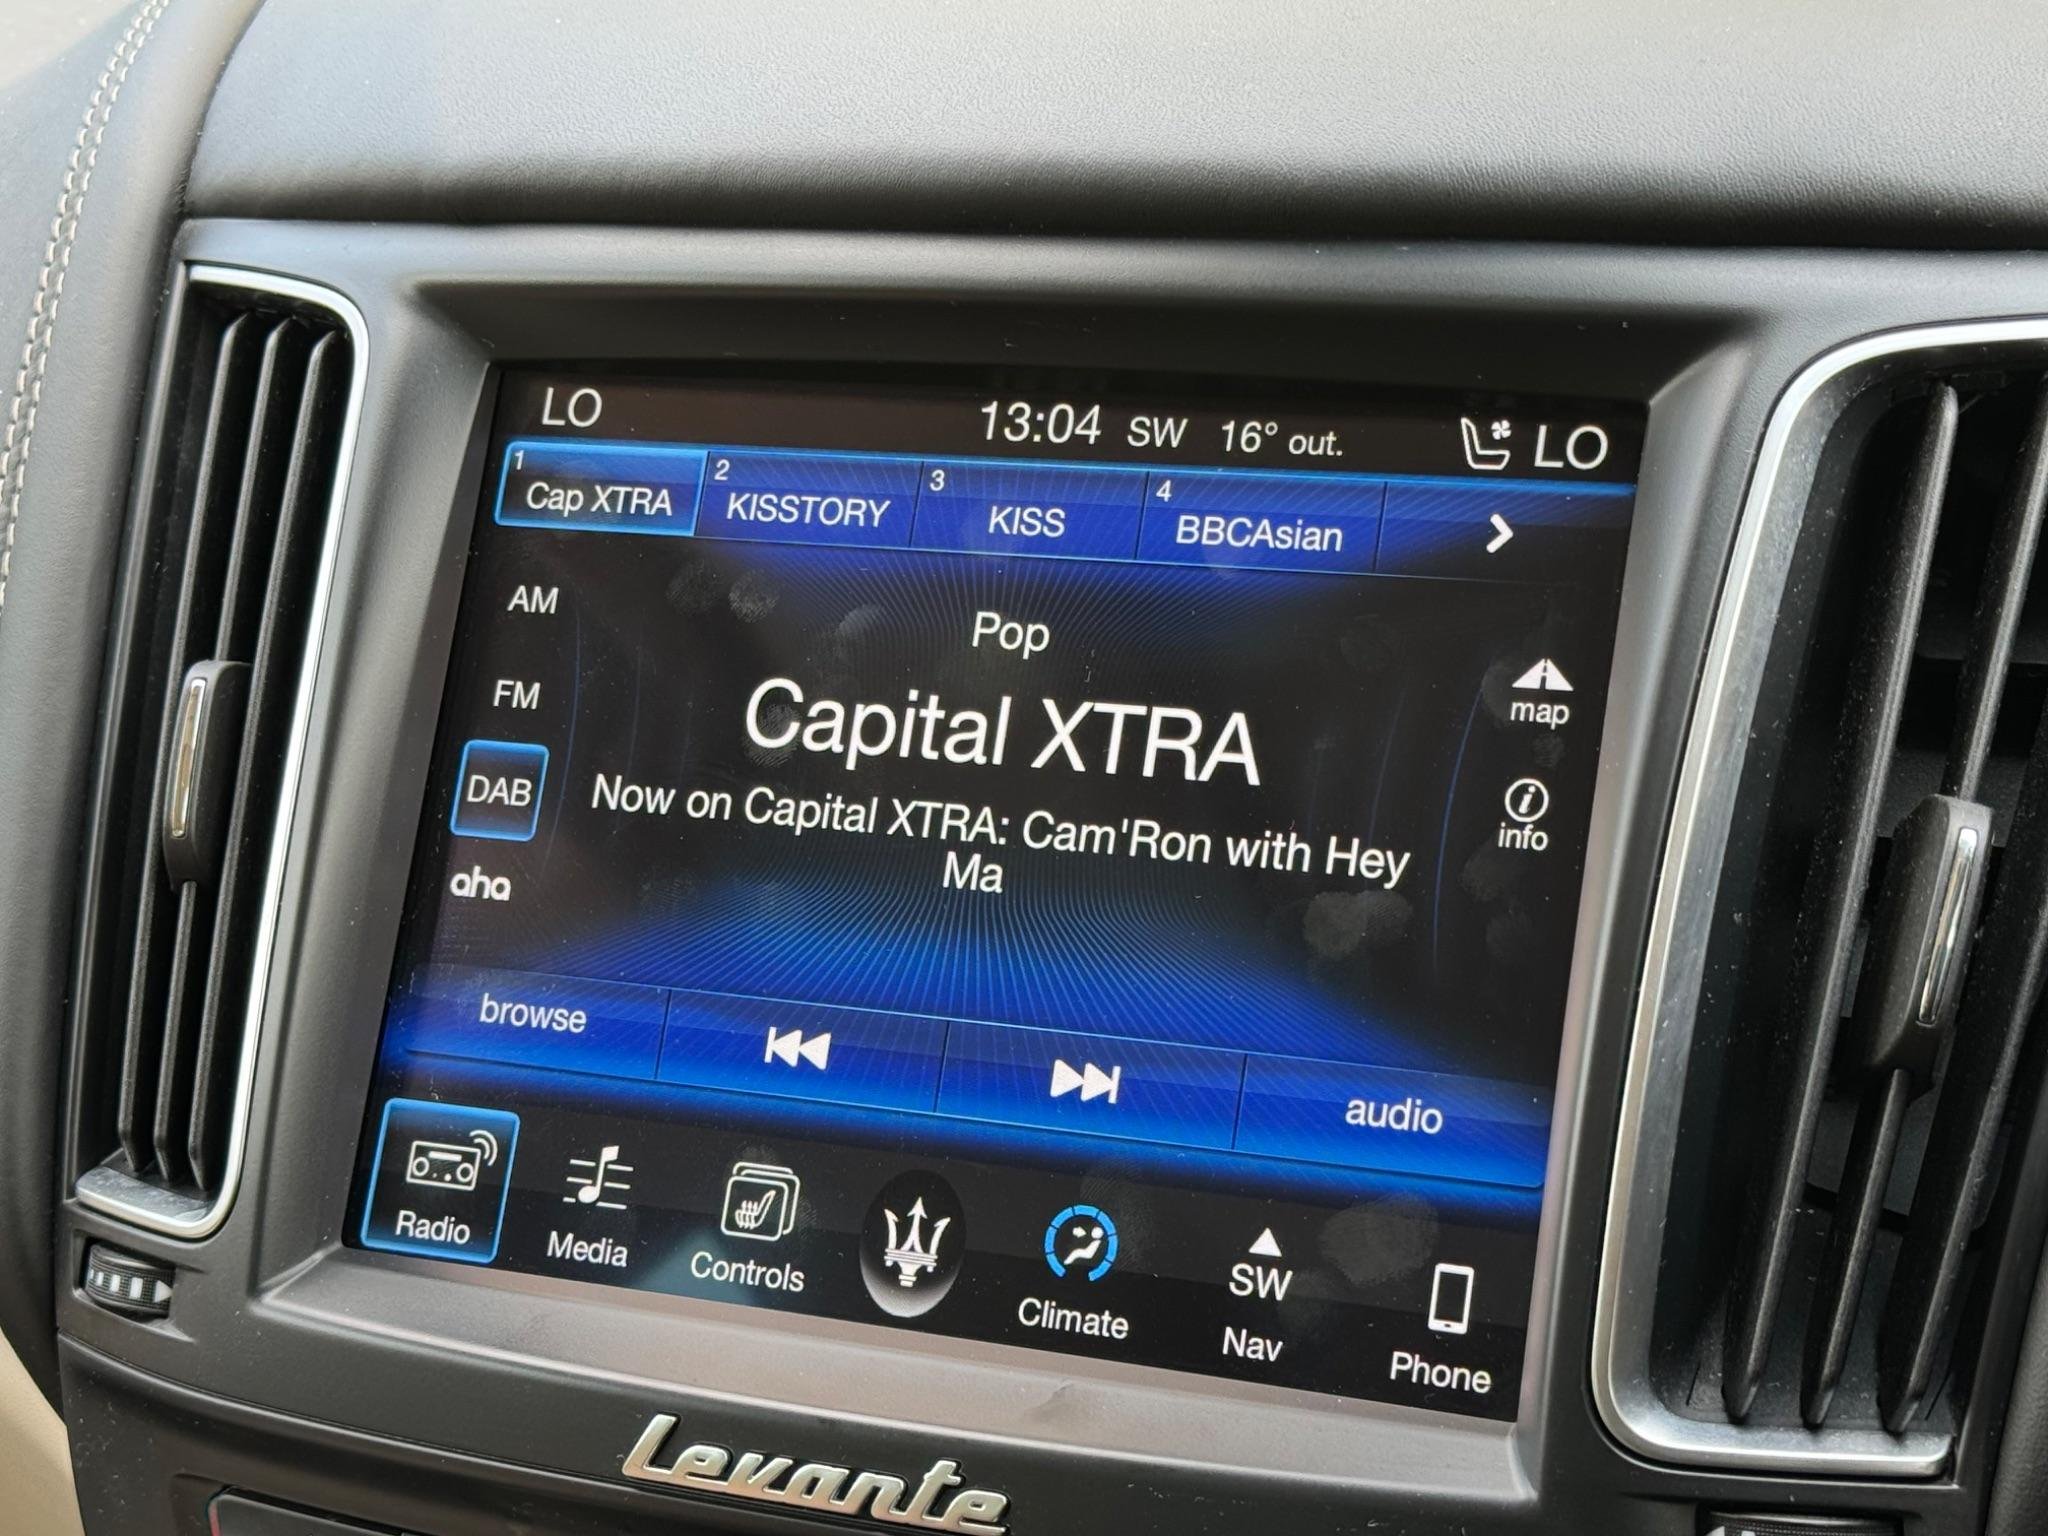 LO 13:04 SW 16° out. LO
1 Cap XTRA 2 KISSTORY 3 KISS 4 BBCAsian
AM
FM
DAB
aha
Pop
Capital XTRA
Now on Capital XTRA: Cam'Ron with Hey
Ma
map
info
browse audio
Radio Media Controls Climate SW Nav Phone
Levante